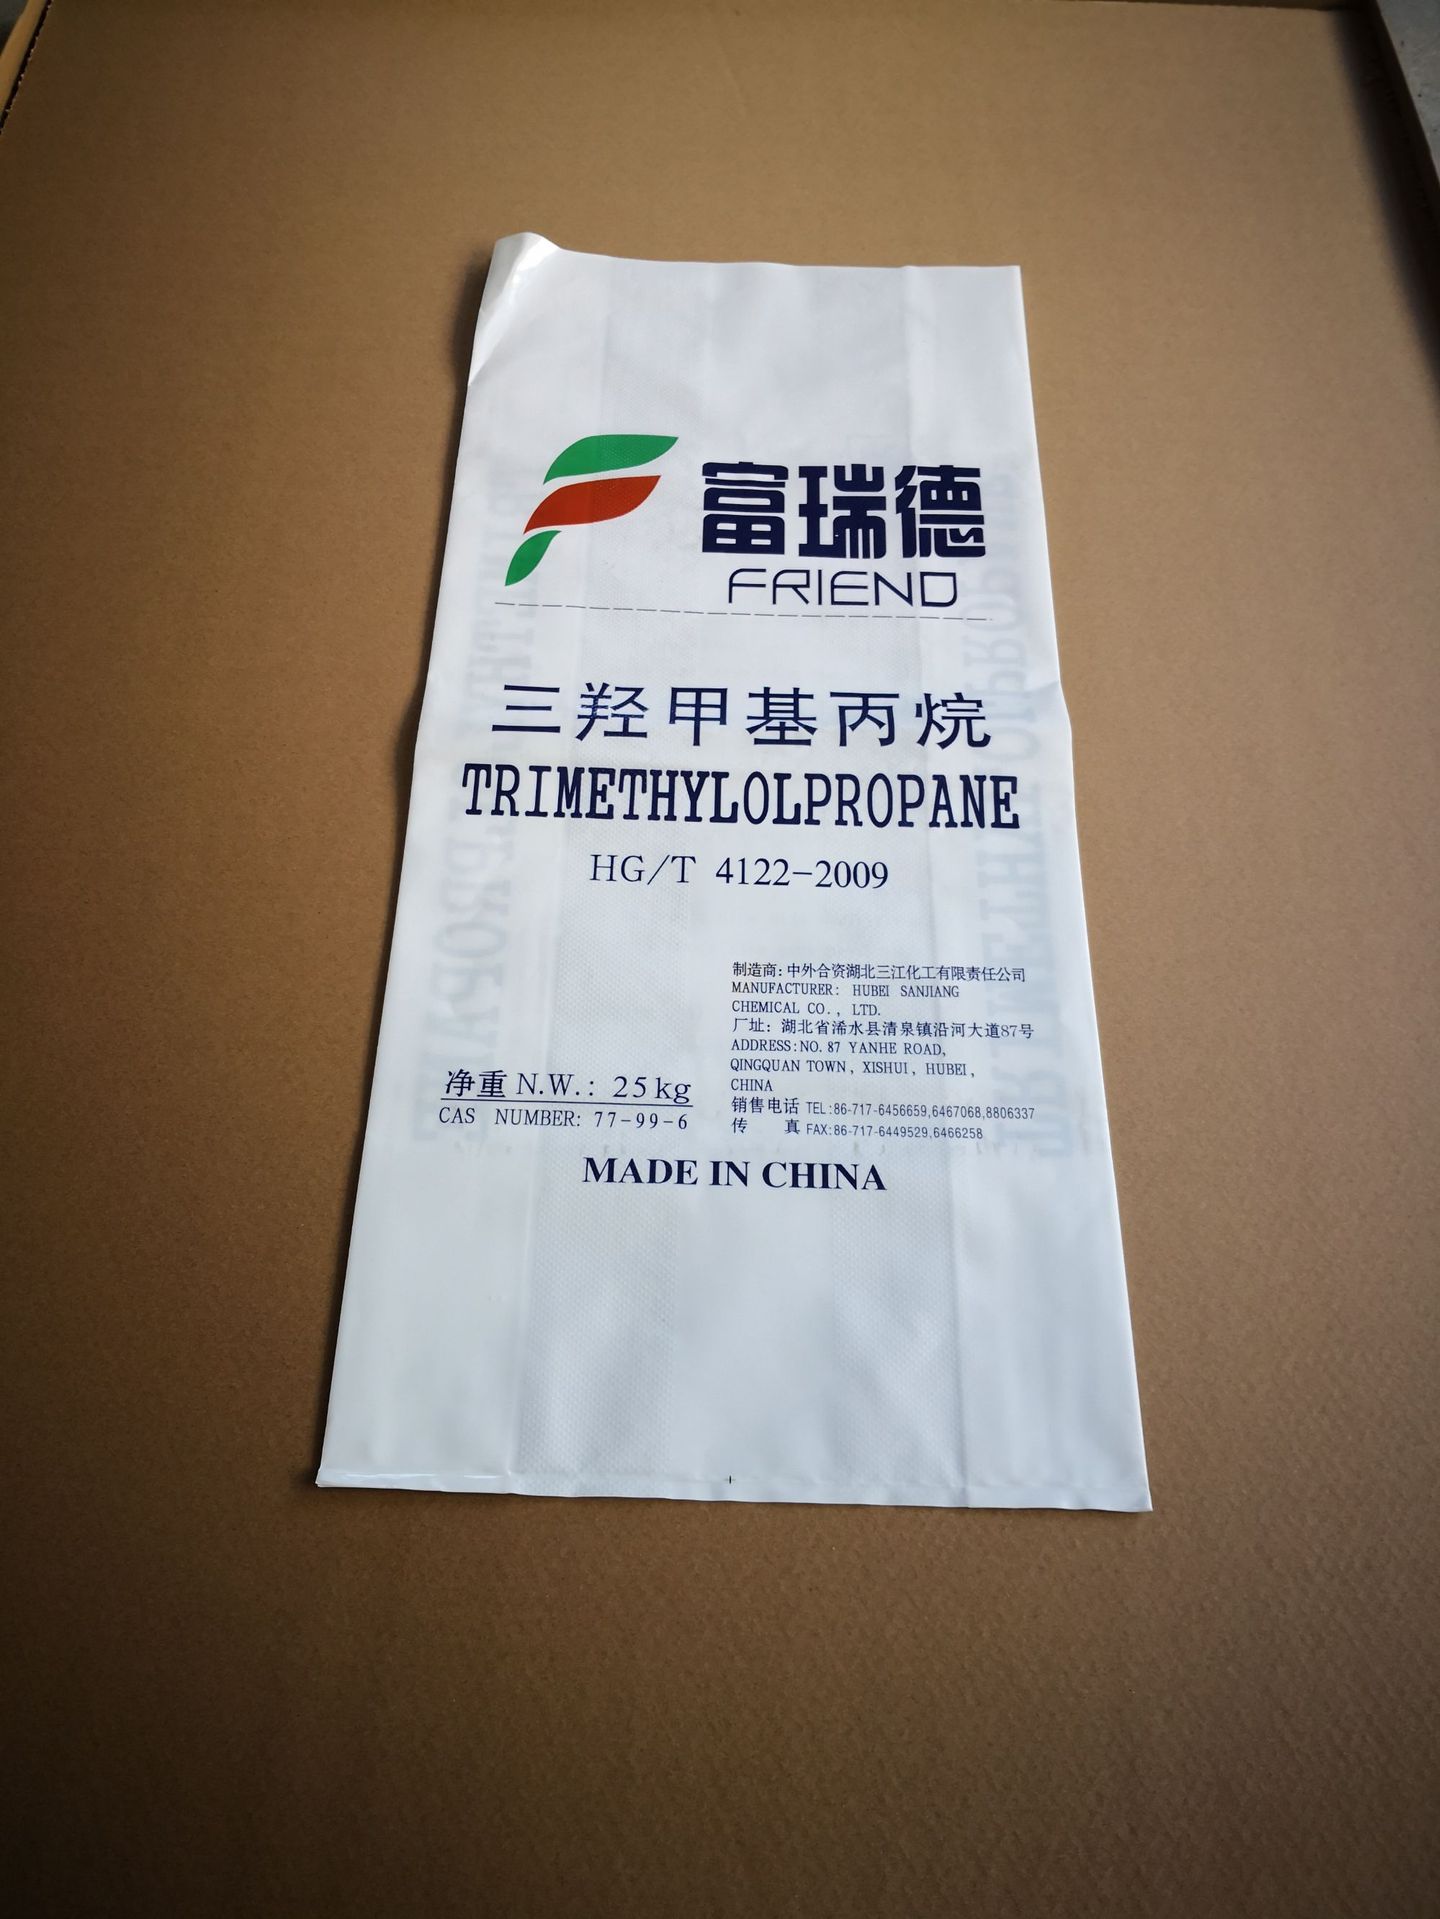 富瑞德
FRIEND
三羟甲基丙烷
TRIMETHYLOLPROPANE
HG/T 4122-2009
制造商: 中外合资湖北三江化工有限责任公司
MANUFACTURER: HUBEI SANJIANG
CHEMICAL CO., LTD.
厂址: 湖北省浠水县清泉镇沿河大道87号
ADDRESS:NO. 87 YANHE ROAD,
QINGQUAN TOWN, XISHUI, HUBEI,
CHINA
销售电话 TEL:86-717-6456659,6467068,8806337
传 真 FAX:86-717-6449529,6466258
净重 N.W.: 25kg
CAS NUMBER: 77-99-6
MADE IN CHINA